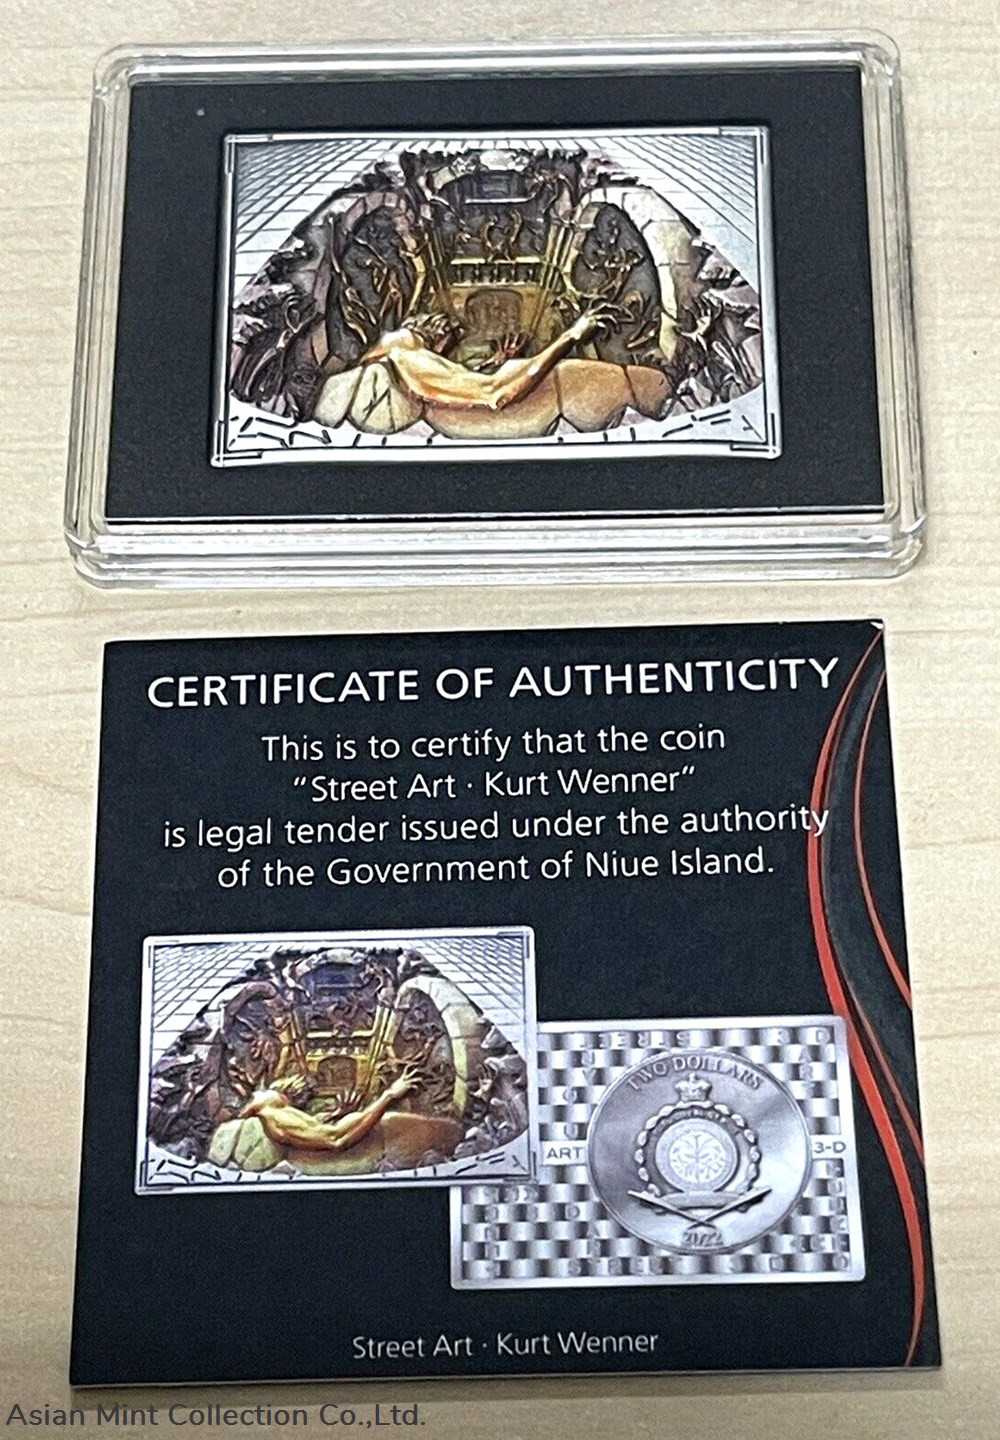 CERTIFICATE OF AUTHENTICITY
This is to certify that the coin
"Street Art · Kurt Wenner"
is legal tender issued under the authority
of the Government of Niue Island.
STREET
TWO DOLLARS
ART
3-D
2022
STREET
Street Art · Kurt Wenner
Asian Mint Collection Co.,Ltd.